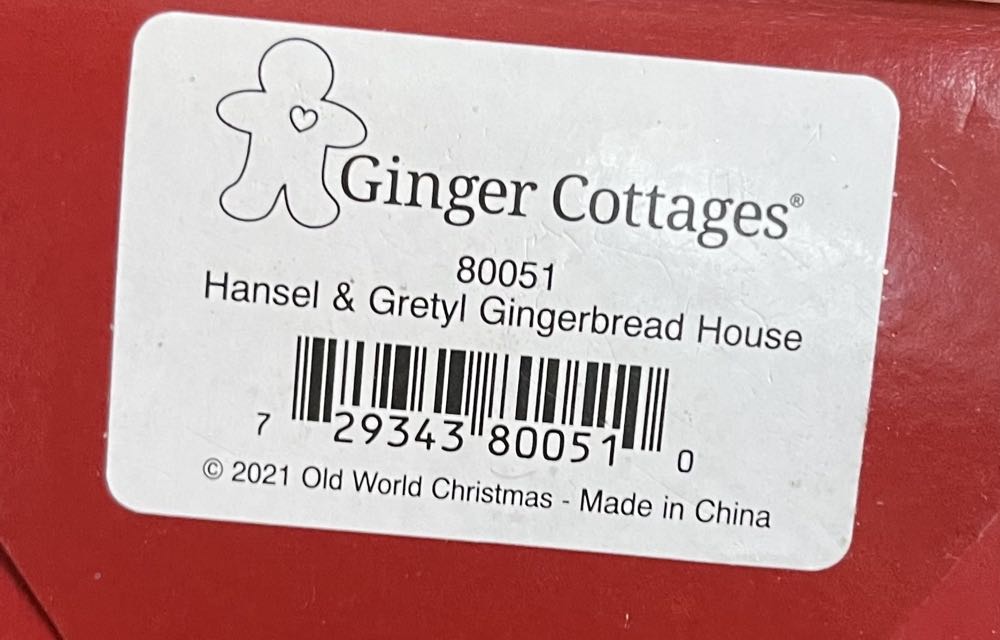 Ginger Cottages®
80051
Hansel & Gretyl Gingerbread House
7 29343 80051 0
© 2021 Old World Christmas - Made in China